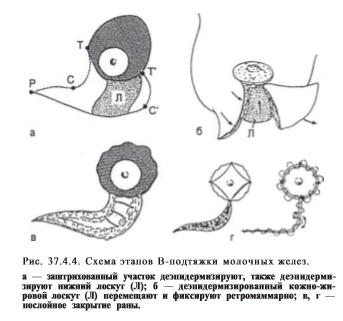 Т
Р
С
Т'
Л
С'
а
б
Л
в
г
Рис. 37.4.4. Схема этапов В-подтяжки молочных желез.
а — заштрихованный участок деэпидермизируют, также деэпидерми-
зируют нижний лоскут (Л); б — деэпидермизированный кожно-жи-
ровой лоскут (Л) перемещают и фиксируют ретромаммарно; в, г —
послойное закрытие раны.